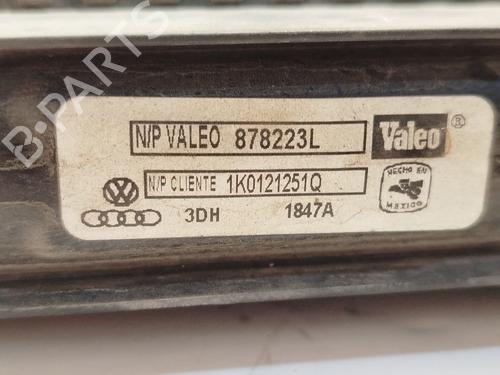 N/P VALEO 878223L Valeo ®
N/P CLIENTE 1K0121251Q HECHO EN MEXICO
3DH 1847A
B-PARTS